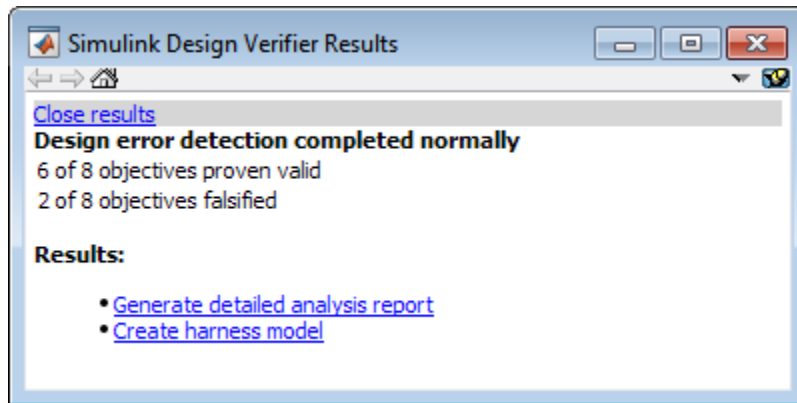 Simulink Design Verifier Results
Close results
Design error detection completed normally
6 of 8 objectives proven valid
2 of 8 objectives falsified
Results:
• Generate detailed analysis report
• Create harness model